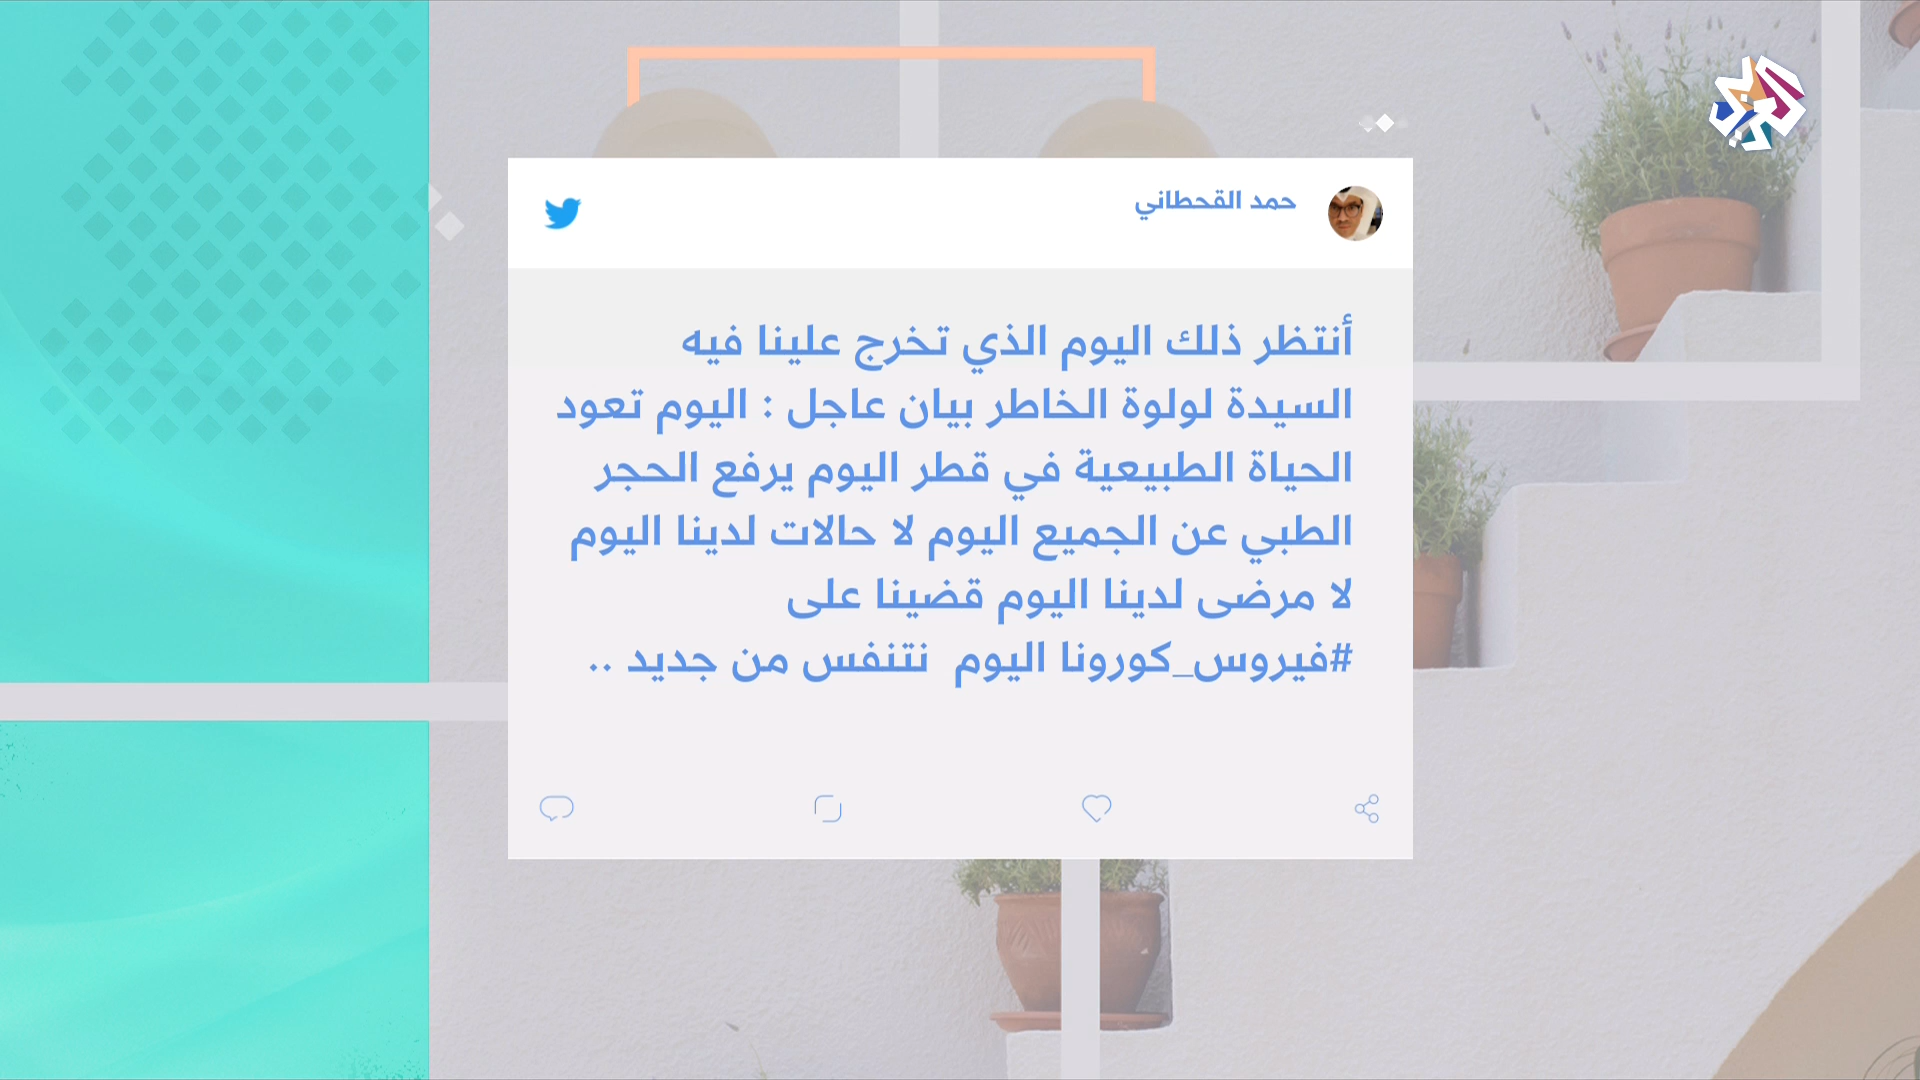 حمد القحطاني
أنتظر ذلك اليوم الذي تخرج علينا فيه
السيدة لولوة الخاطر ببيان عاجل : اليوم تعود
الحياة الطبيعية في قطر اليوم يرفع الحجر
الطبي عن الجميع اليوم لا حالات لدينا اليوم
لا مرضى لدينا اليوم قضينا على
#فيروس_كورونا اليوم نتنفس من جديد ..